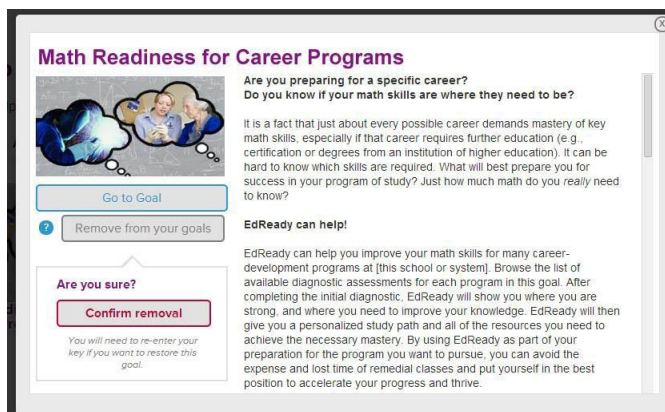 Math Readiness for Career Programs
Go to Goal
? Remove from your goals
Are you sure?
Confirm removal
You will need to re-enter your
key if you want to restore this
goal.
Are you preparing for a specific career?
Do you know if your math skills are where they need to be?
It is a fact that just about every possible career demands mastery of key
math skills, especially if that career requires further education (e.g.,
certification or degrees from an institution of higher education). It can be
hard to know which skills are required. What will best prepare you for
success in your program of study? Just how much math do you really need
to know?
EdReady can help!
EdReady can help you improve your math skills for many career-
development programs at [this school or system]. Browse the list of
available diagnostic assessments for each program in this goal. After
completing the initial diagnostic, EdReady will show you where you are
strong, and where you need to improve your knowledge. EdReady will then
give you a personalized study path and all of the resources you need to
achieve the necessary mastery. By using EdReady as part of your
preparation for the program you want to pursue, you can avoid the
expense and lost time of remedial classes and put yourself in the best
position to accelerate your progress and thrive.